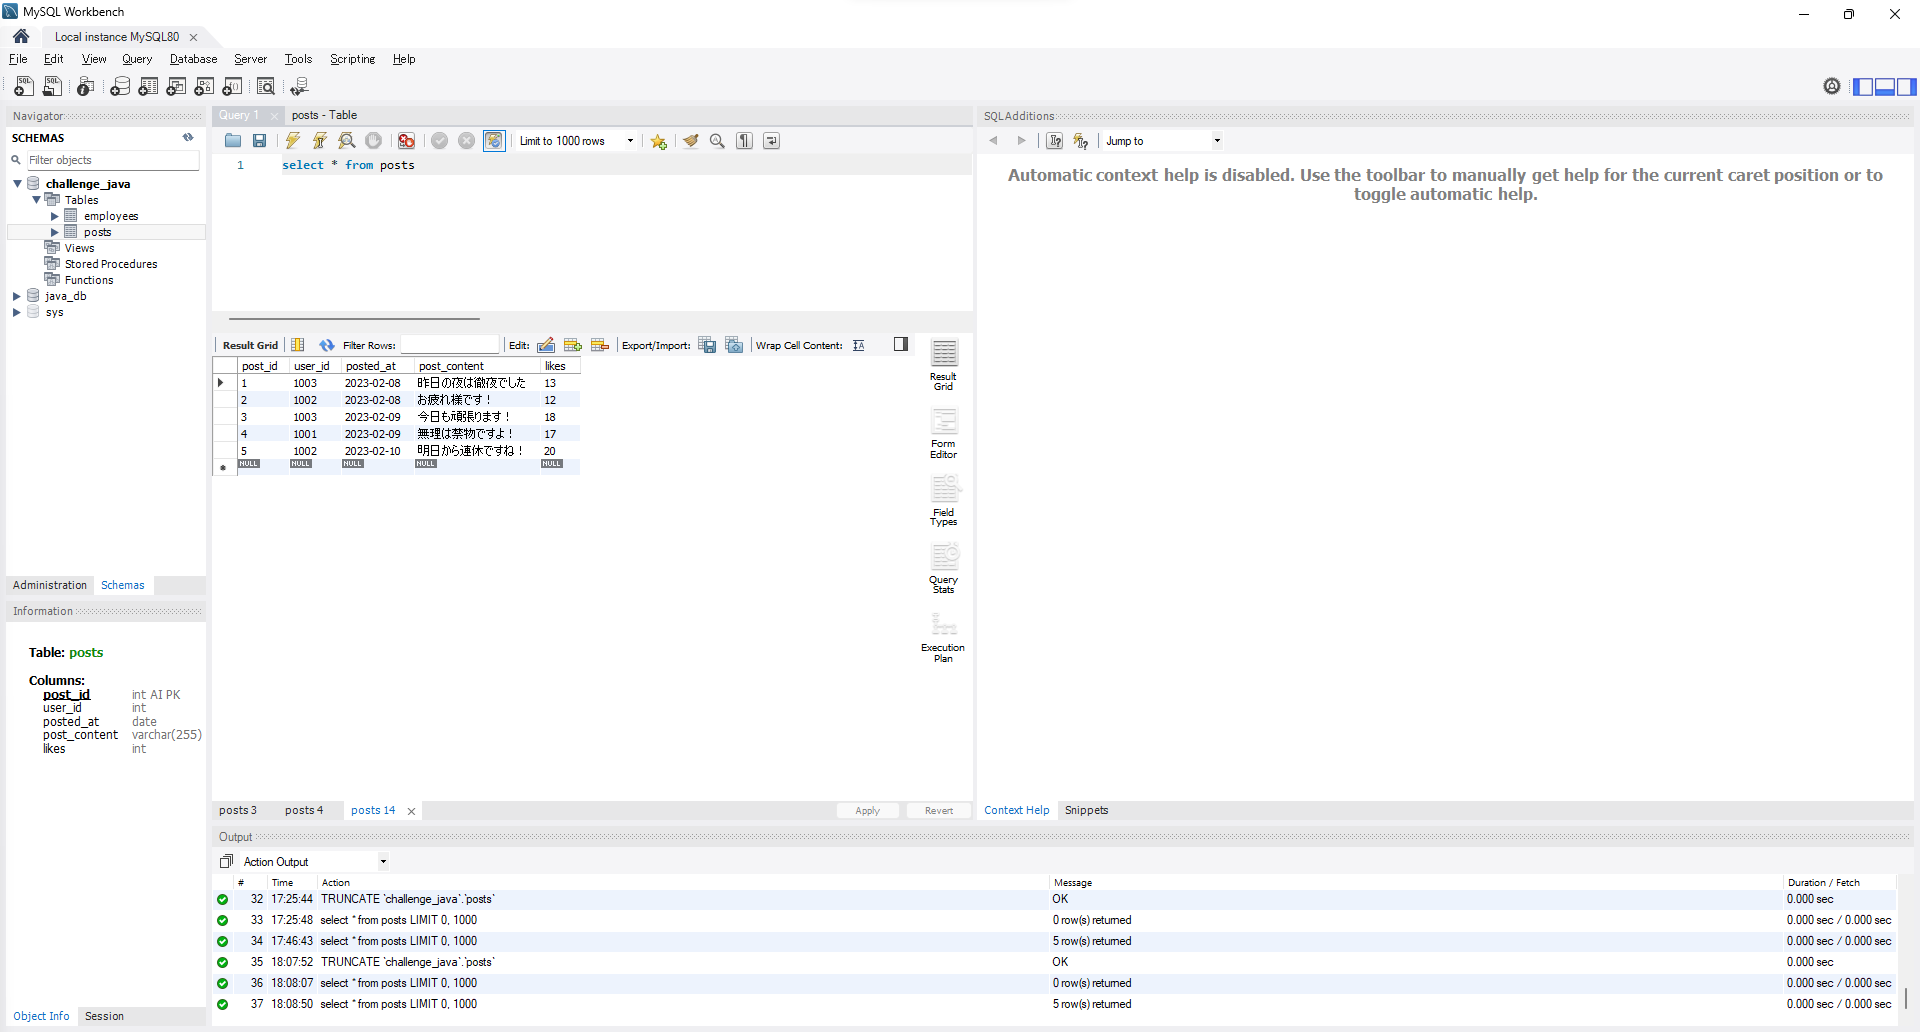 MySQL Workbench
Local instance MySQL80
File Edit View Query Database Server Tools Scripting Help
Navigator
SCHEMAS
Filter objects
challenge_java
Tables
employees
posts
Views
Stored Procedures
Functions
java_db
sys
Administration Schemas
Information
Table: posts
Columns:
post_id int AI PK
user_id int
posted_at date
post_content varchar(255)
likes int
Object Info Session
Query 1 posts - Table
Limit to 1000 rows
1 select * from posts
Result Grid Filter Rows: Edit: Export/Import: Wrap Cell Content:
post_id user_id posted_at post_content likes
1 1003 2023-02-08 昨日の夜は徹夜でした 13
2 1002 2023-02-08 お疲れ様です！ 12
3 1003 2023-02-09 今日も頑張ります！ 18
4 1001 2023-02-09 無理は禁物ですよ！ 17
5 1002 2023-02-10 明日から連休ですね！ 20
NULL NULL NULL NULL NULL
Result
Grid
Form
Editor
Field
Types
Query
Stats
Execution
Plan
posts 3 posts 4 posts 14 Apply Revert
SQLAdditions
Jump to
Automatic context help is disabled. Use the toolbar to manually get help for the current caret position or to
toggle automatic help.
Context Help Snippets
Output
Action Output
# Time Action Message Duration / Fetch
32 17:25:44 TRUNCATE `challenge_java`.`posts` OK 0.000 sec
33 17:25:48 select * from posts LIMIT 0, 1000 0 row(s) returned 0.000 sec / 0.000 sec
34 17:46:43 select * from posts LIMIT 0, 1000 5 row(s) returned 0.000 sec / 0.000 sec
35 18:07:52 TRUNCATE `challenge_java`.`posts` OK 0.000 sec
36 18:08:07 select * from posts LIMIT 0, 1000 0 row(s) returned 0.000 sec / 0.000 sec
37 18:08:50 select * from posts LIMIT 0, 1000 5 row(s) returned 0.000 sec / 0.000 sec